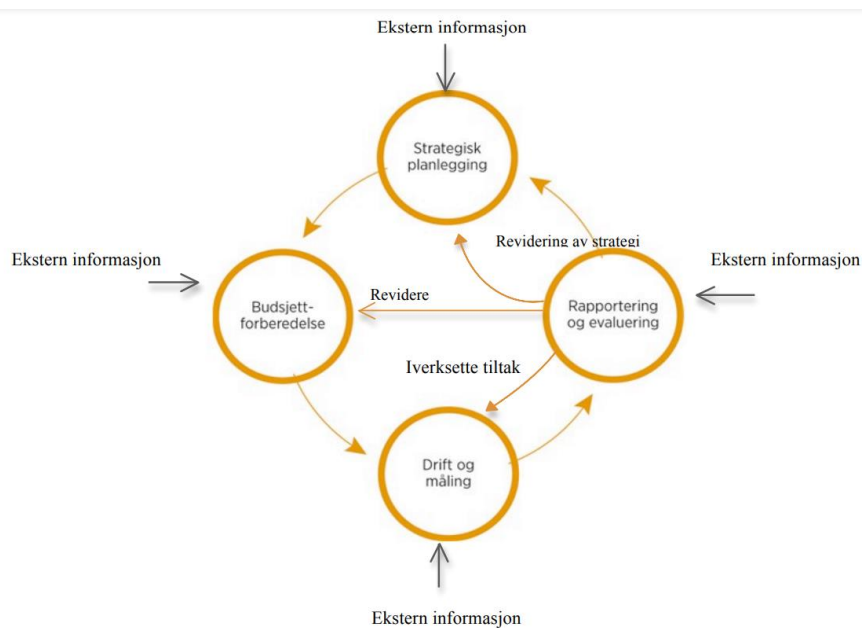 Ekstern informasjon
Strategisk
planlegging
Revidering av strategi
Ekstern informasjon
Ekstern informasjon
Budsjett-
forberedelse
Revidere
Rapportering
og evaluering
Iverksette tiltak
Drift og
måling
Ekstern informasjon